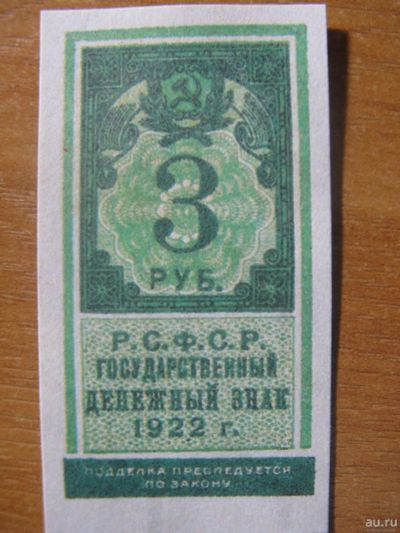 3
РУБ.
Р.С.Ф.С.Р.
ГОСУДАРСТВЕННЫЙ
ДЕНЕЖНЫЙ ЗНАК
1922 г.
ПОДДЕЛКА ПРЕСЛЕДУЕТСЯ
ПО ЗАКОНУ
au.ru